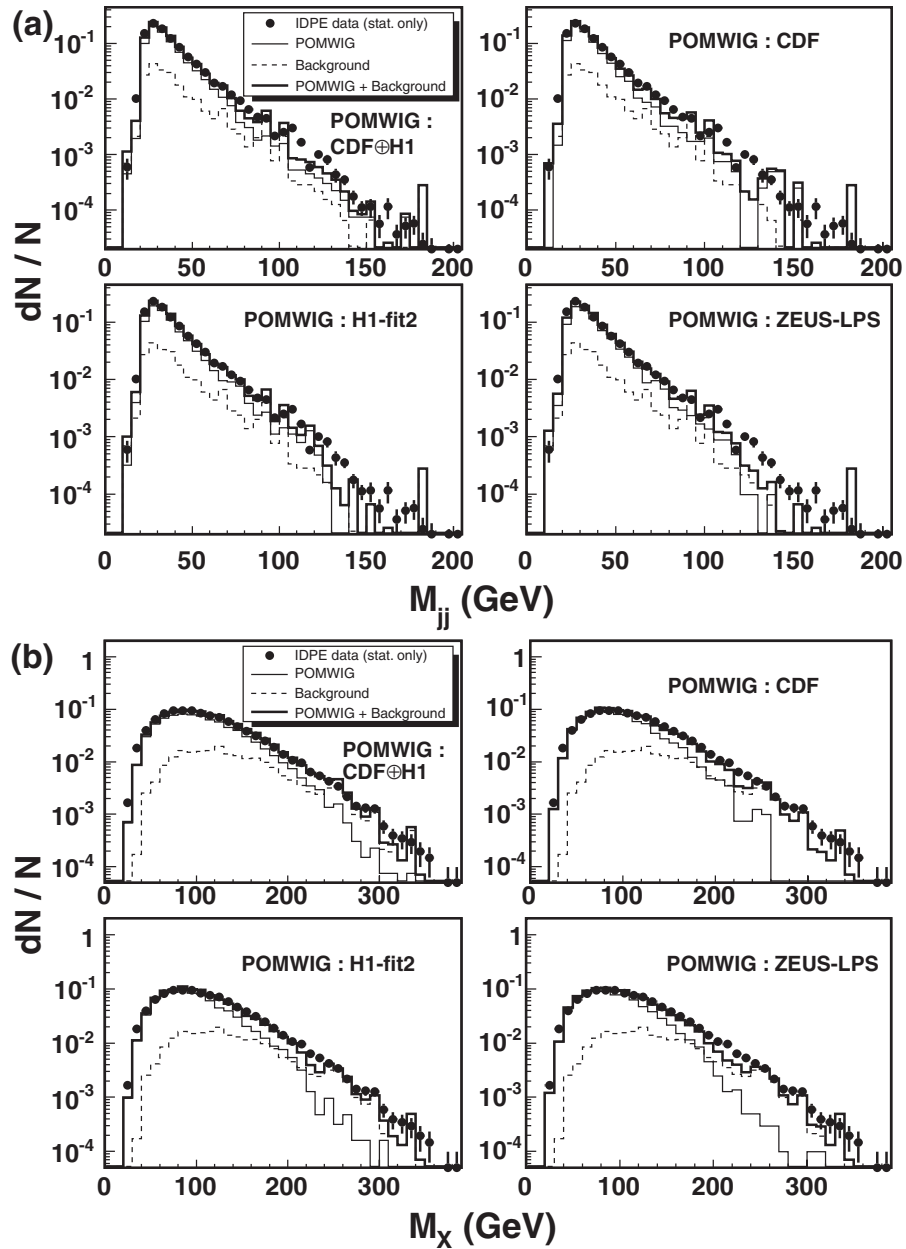 (a)
IDPE data (stat. only)
POMWIG
Background
POMWIG + Background
POMWIG :
CDF⊕H1
10⁻¹
10⁻²
10⁻³
10⁻⁴
0 50 100 150 200
POMWIG : CDF
10⁻¹
10⁻²
10⁻³
10⁻⁴
0 50 100 150 200
dN / N
POMWIG : H1-fit2
10⁻¹
10⁻²
10⁻³
10⁻⁴
0 50 100 150 200
POMWIG : ZEUS-LPS
10⁻¹
10⁻²
10⁻³
10⁻⁴
0 50 100 150 200
M_jj (GeV)
(b)
IDPE data (stat. only)
POMWIG
Background
POMWIG + Background
POMWIG :
CDF⊕H1
1
10⁻¹
10⁻²
10⁻³
10⁻⁴
0 100 200 300
POMWIG : CDF
1
10⁻¹
10⁻²
10⁻³
10⁻⁴
0 100 200 300
dN / N
POMWIG : H1-fit2
1
10⁻¹
10⁻²
10⁻³
10⁻⁴
0 100 200 300
POMWIG : ZEUS-LPS
1
10⁻¹
10⁻²
10⁻³
10⁻⁴
0 100 200 300
M_X (GeV)